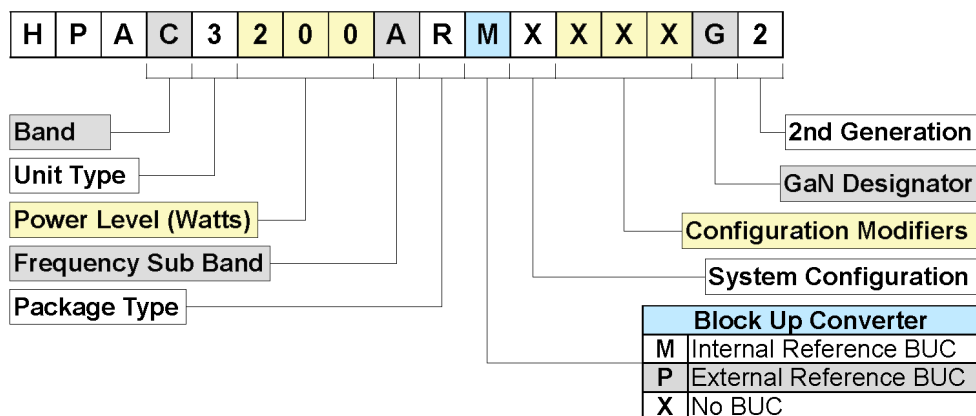 H P A C 3 2 0 0 A R M X X X X G 2
Band
2nd Generation
Unit Type
GaN Designator
Power Level (Watts)
Configuration Modifiers
Frequency Sub Band
System Configuration
Package Type
Block Up Converter
M Internal Reference BUC
P External Reference BUC
X No BUC